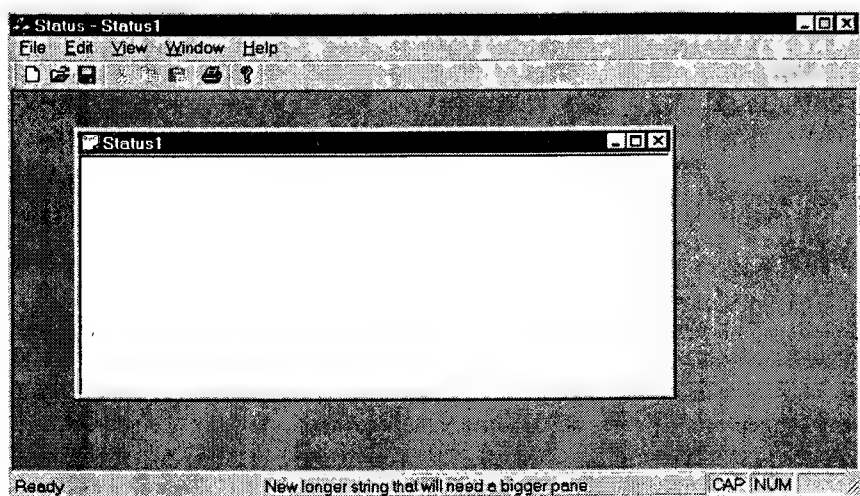 Status - Status1
File Edit View Window Help
Status1
Ready New longer string that will need a bigger pane CAP NUM